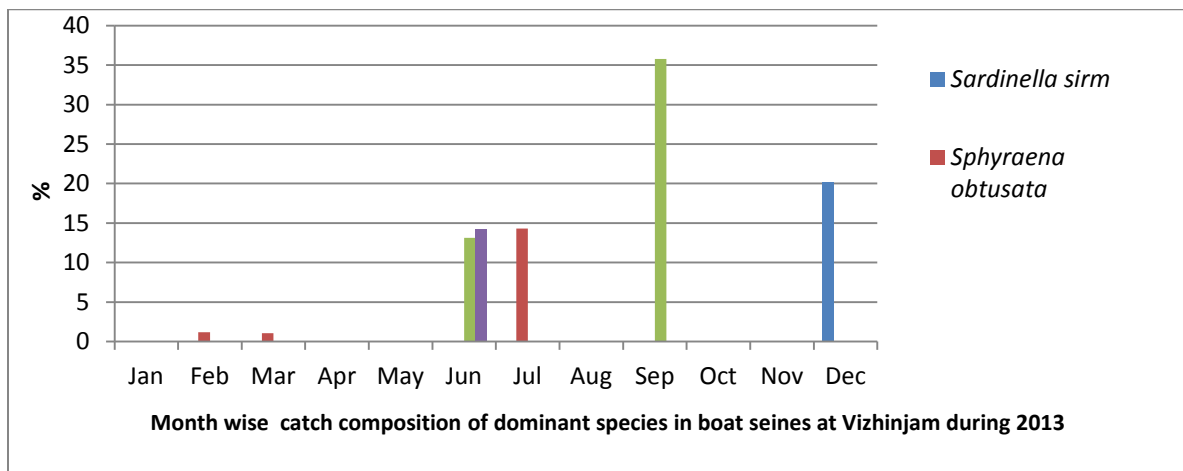 40
35
30
25
20
15
10
5
0
%
Jan Feb Mar Apr May Jun Jul Aug Sep Oct Nov Dec
Month wise catch composition of dominant species in boat seines at Vizhinjam during 2013
Sardinella sirm
Sphyraena
obtusata